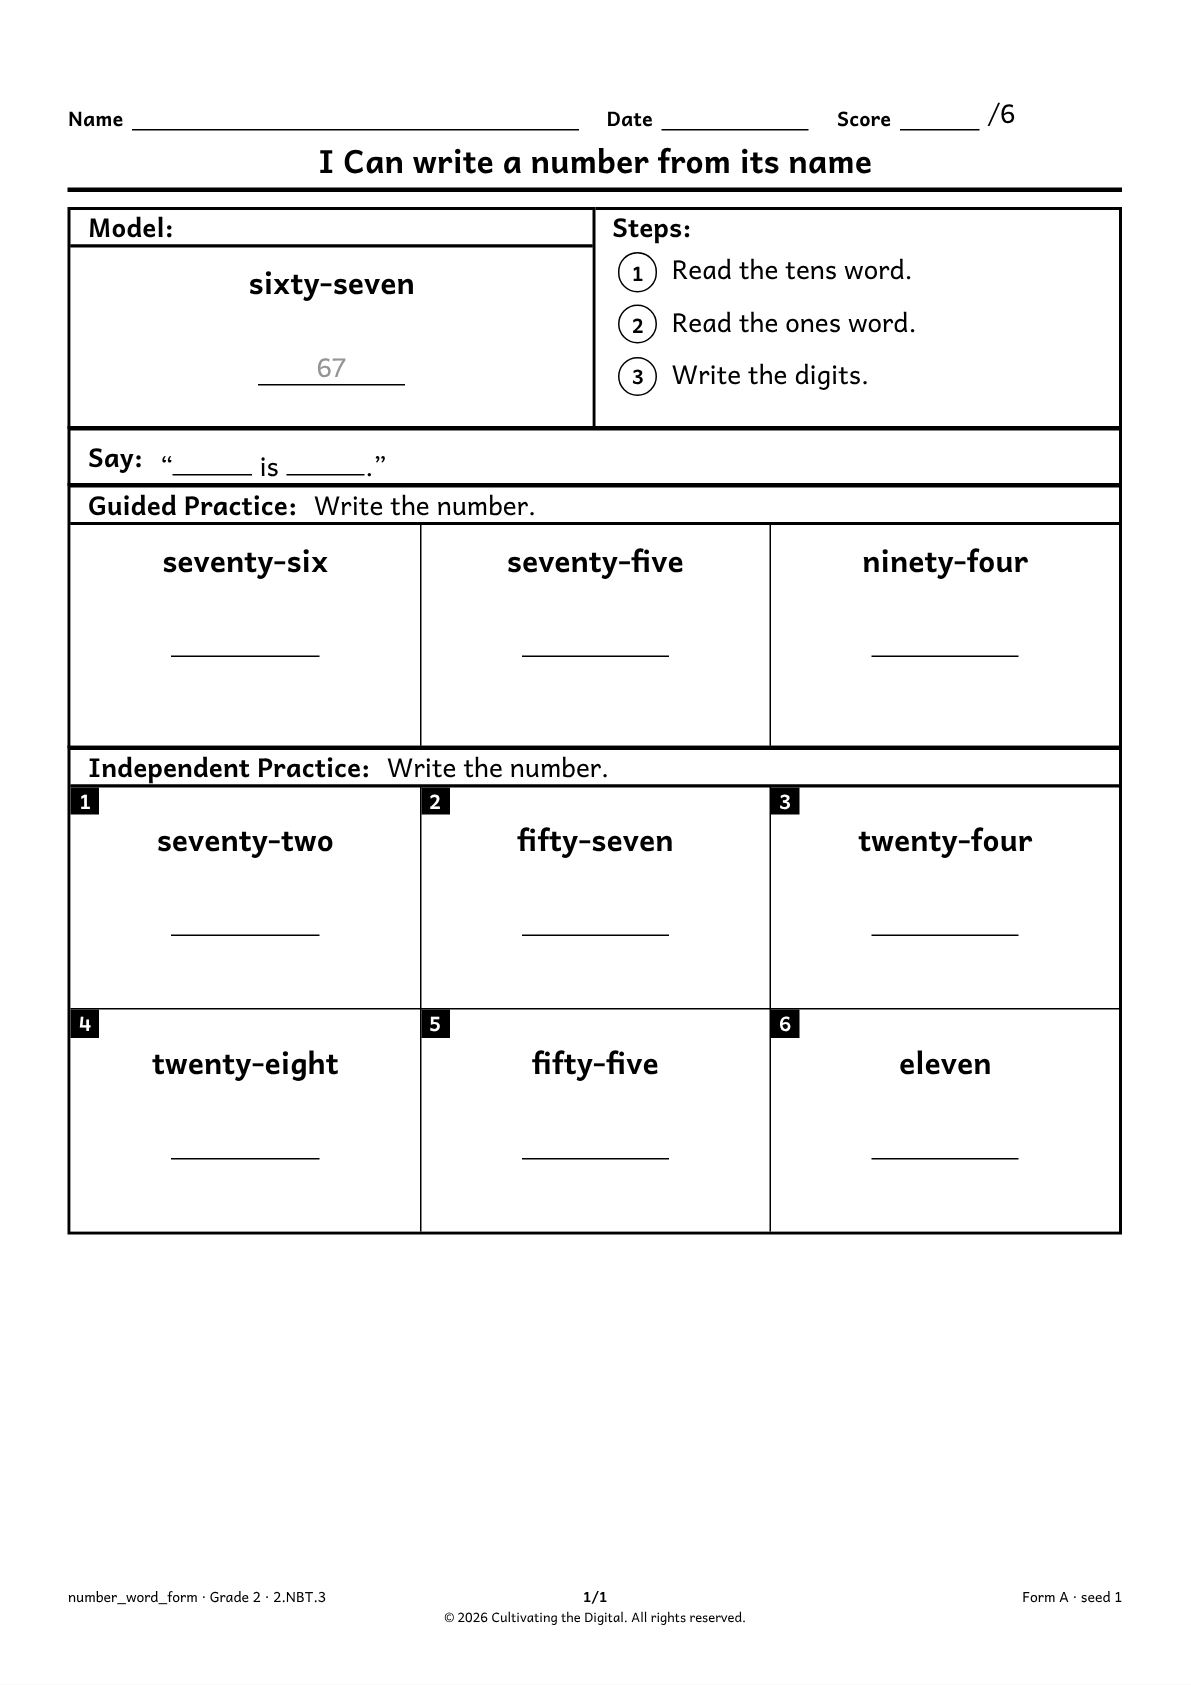 Name Date Score /6
I Can write a number from its name
Model:
sixty-seven
67
Steps:
1 Read the tens word.
2 Read the ones word.
3 Write the digits.
Say: “______ is ______.”
Guided Practice: Write the number.
seventy-six seventy-five ninety-four
Independent Practice: Write the number.
1 2 3
seventy-two fifty-seven twenty-four
4 5 6
twenty-eight fifty-five eleven
number_word_form · Grade 2 · 2.NBT.3 1/1 Form A · seed 1
© 2026 Cultivating the Digital. All rights reserved.